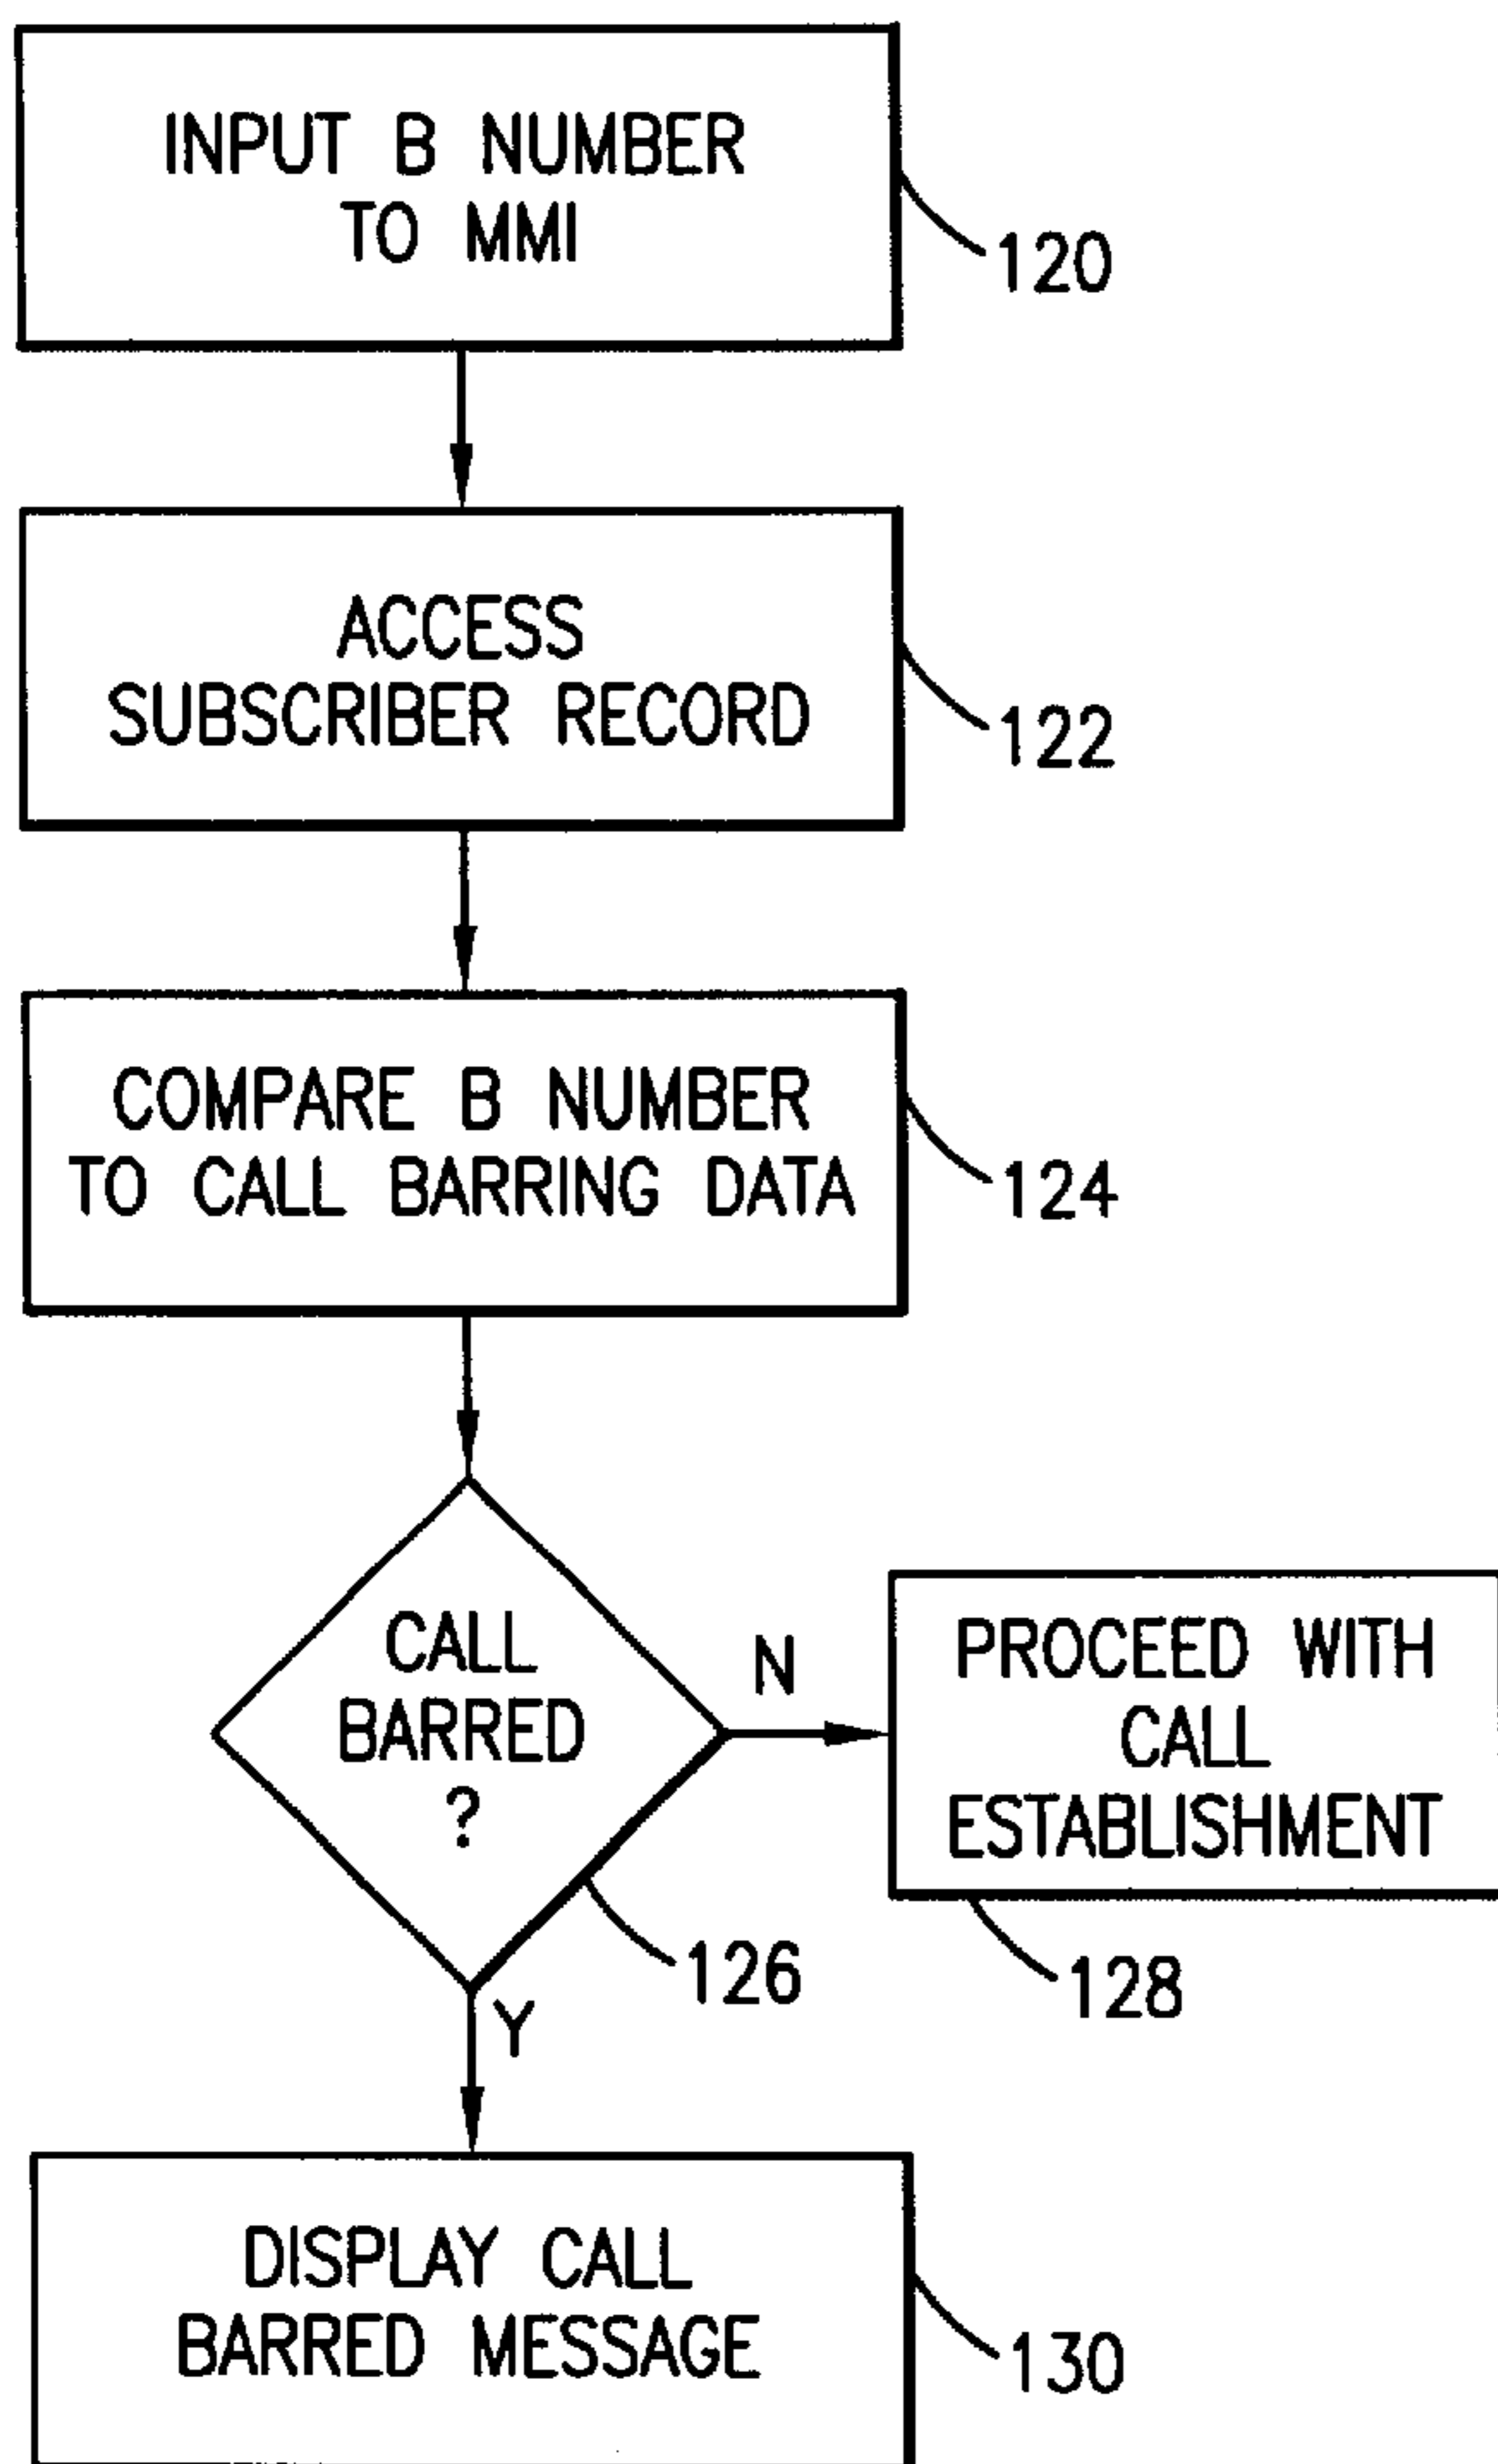 INPUT B NUMBER
TO MMI
120
ACCESS
SUBSCRIBER RECORD
122
COMPARE B NUMBER
TO CALL BARRING DATA
124
CALL
BARRED
?
N
PROCEED WITH
CALL
ESTABLISHMENT
126
128
Y
DISPLAY CALL
BARRED MESSAGE
130